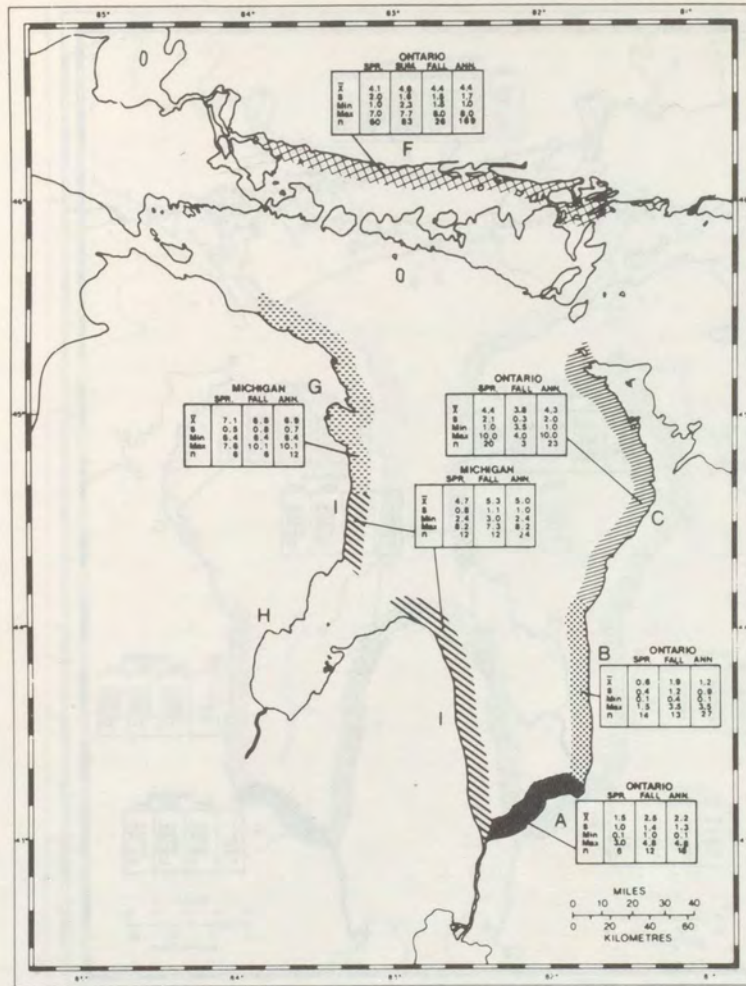 85° 84° 83° 82° 81°
ONTARIO
SPR. SUM. FALL ANN.
X̄ 4.1 4.6 4.4 4.4
S 2.0 1.6 1.5 1.7
Min 1.0 2.3 1.0
Max 7.0 7.7 8.0 8.0
n 60 83 26 169
F
46°
MICHIGAN
SPR. FALL ANN.
X̄ 7.1 6.9
S 0.5 0.8 0.7
Min 6.4 6.4 6.4
Max 7.6 10.1 10.1
n 6 6 12
G
45°
ONTARIO
SPR. FALL ANN.
X̄ 4.4 3.8 4.3
S 2.1 0.3 2.0
Min 1.0 3.5 1.0
Max 10.0 4.0 10.0
n 20 3 23
C
MICHIGAN
SPR. FALL ANN.
X̄ 4.7 5.3 5.0
S 0.8 1.1 1.0
Min 2.4 3.0 2.4
Max 8.2 7.3 8.2
n 12 12 24
I
H
44°
B
ONTARIO
SPR. FALL ANN
X̄ 0.6 1.9 1.2
S 0.4 1.2 0.9
Min 0.1 0.4 0.1
Max 1.5 3.5 3.5
n 14 13 27
I
ONTARIO
SPR. FALL ANN.
X̄ 1.5 2.5 2.2
S 1.0 1.4 1.3
Min 0.1 1.0 0.1
Max 3.0 4.8 4.8
n 6 12 18
A
43°
MILES
0 10 20 30 40
0 20 40 60
KILOMETRES
84° 82° 81°